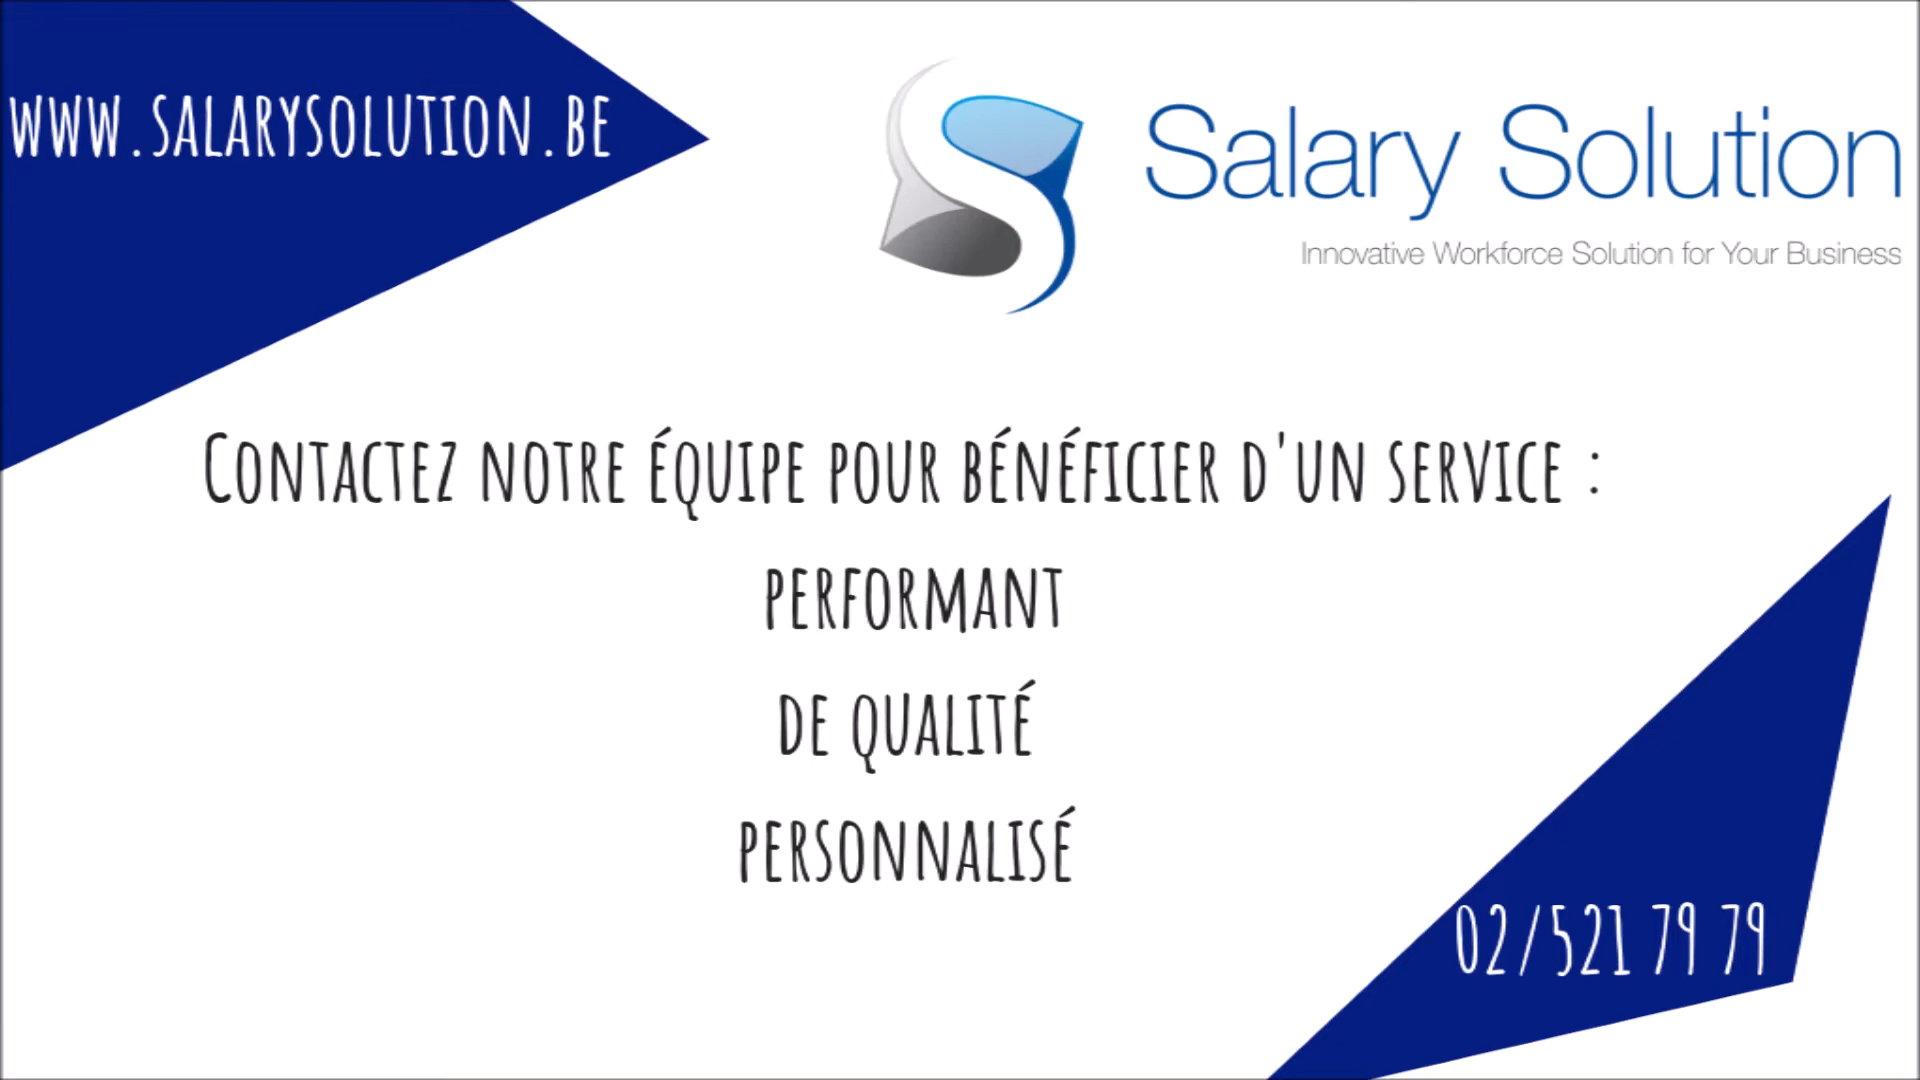 www.salarysolution.be
Salary Solution
Innovative Workforce Solution for Your Business
Contactez notre équipe pour bénéficier d'un service :
performant
de qualité
personnalisé
02/521 79 79